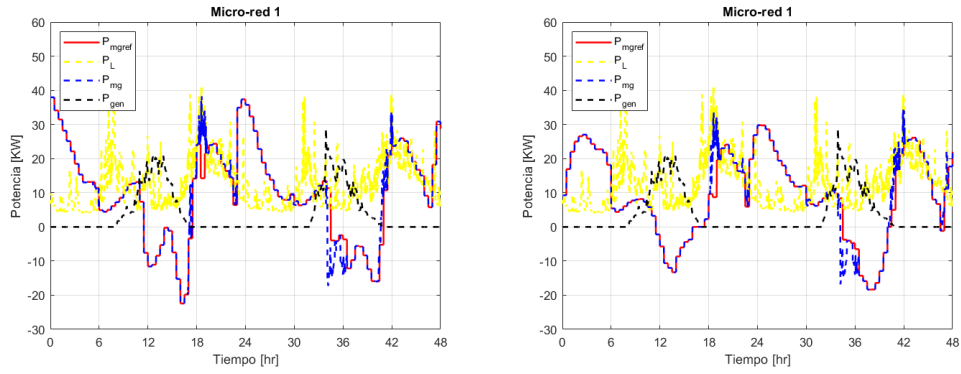 Micro-red 1
60
50
40
30
20
10
0
-10
-20
-30
Potencia [KW]
P_mgref
P_L
P_mg
P_gen
0 6 12 18 24 30 36 42 48
Tiempo [hr]
Micro-red 1
60
50
40
30
20
10
0
-10
-20
-30
Potencia [KW]
P_mgref
P_L
P_mg
P_gen
0 6 12 18 24 30 36 42 48
Tiempo [hr]